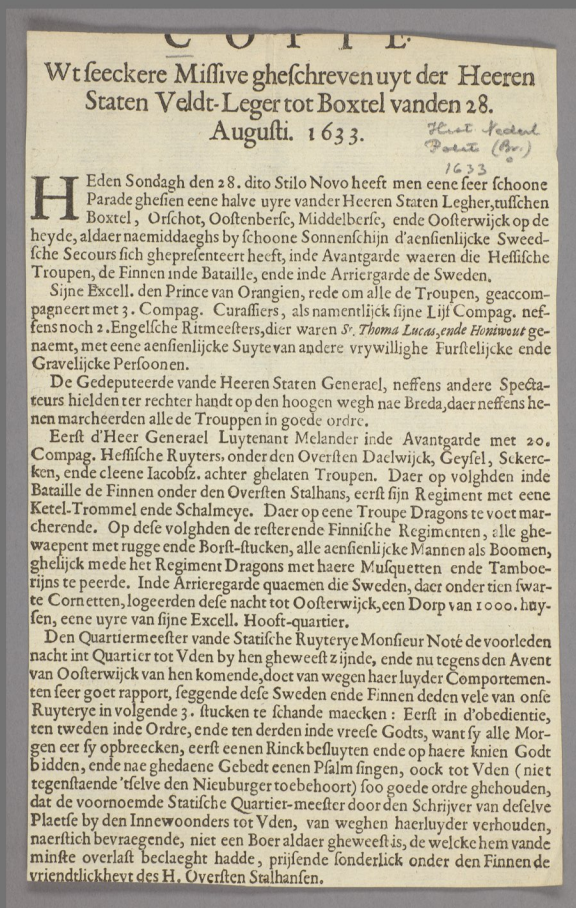 COPIE.
Wt seeckere Missive gheschreven uyt der Heeren
Staten Veldt-Leger tot Boxtel vanden 28.
Augusti. 1633.
Hist Nederl
(Br.)
1633
HEden Sondagh den 28. dito Stilo Novo heeft men eene seer schoone
Parade ghesien eene halve uyre vander Heeren Staten Legher, tusschen
Boxtel, Orschot, Oostenberse, Middelberse, ende Oosterwijck op de
heyde, aldaer naemiddaeghs by schoone Sonnenschijn d'aensienlijcke Sweed-
sche Secours sich ghepresenteert heeft, inde Avantgarde waeren die Hessische
Troupen, de Finnen inde Bataille, ende inde Arriergarde de Sweden.
Sijne Excell. den Prince van Orangien, rede om alle de Troupen, geaccom-
pagneert met 3. Compag. Curassiers, als namentlijck sijne Lijf Compag. nef-
fens noch 2. Engelsche Ritmeesters, dier waren Sr. Thoma Lucas, ende Honiwout ge-
naemt, met eene aensienlijcke Suyte van andere vrywillighe Furstelijcke ende
Gravelijcke Persoonen.
De Gedeputeerde vande Heeren Staten Generael, neffens andere Specta-
teurs hielden ter rechter handt op den hoogen wegh nae Breda, daer neffens he-
nen marcheerden alle de Trouppen in goede ordre.
Eerst d'Heer Generael Luytenant Melander inde Avantgarde met 20.
Compag. Hessische Ruyters, onder den Oversten Daelwijck, Geysel, Sekerc-
ken, ende cleene Iacobsz. achter ghelaten Troupen. Daer op volghden inde
Bataille de Finnen onder den Oversten Stalhans, eerst sijn Regiment met eene
Ketel-Trommel ende Schalmeye. Daer op eene Troupe Dragons te voet mar-
cherende. Op dese volghden de resterende Finnische Regimenten, alle ghe-
waepent met rugge ende Borst-stucken, alle aensienlijcke Mannen als Boomen,
ghelijck mede het Regiment Dragons met haere Musquetten ende Tamboe-
rijns te peerde. Inde Arrieregarde quaemen die Sweden, daer onder tien swar-
te Cornetten, logeerden dese nacht tot Oosterwijck, een Dorp van 1000. huy-
sen, eene uyre van sijne Excell. Hooft-quartier.
Den Quartiermeester vande Statische Ruyterye Monsieur Noté de voorleden
nacht int Quartier tot Vden by hen gheweest zijnde, ende nu tegens den Avent
van Oosterwijck van hen komende, doet van wegen haer luyder Comportemen-
ten seer goet rapport, seggende dese Sweden ende Finnen deden vele van onse
Ruyterye in volgende 3. stucken te schande maecken: Eerst in d'obedientie,
ten tweden inde Ordre, ende ten derden inde vreese Godts, want sy alle Mor-
gen eer sy opbreecken, eerst eenen Rinck besluyten ende op haere knien Godt
bidden, ende nae ghedaene Gebedt eenen Psalm singen, oock tot Vden (niet
tegenstaende 'tselve den Nieuburger toebehoort) soo goede ordre ghehouden,
dat de voornoemde Statische Quartier-meester door den Schrijver van deselve
Plaetse by den Innewoonders tot Vden, van weghen haerluyder verhouden,
naerstich bevraegende, niet een Boer aldaer gheweest is, de welcke hem vande
minste overlast beclaeght hadde, prijsende sonderlick onder den Finnen de
vriendtlickheyt des H. Oversten Stalhansen.